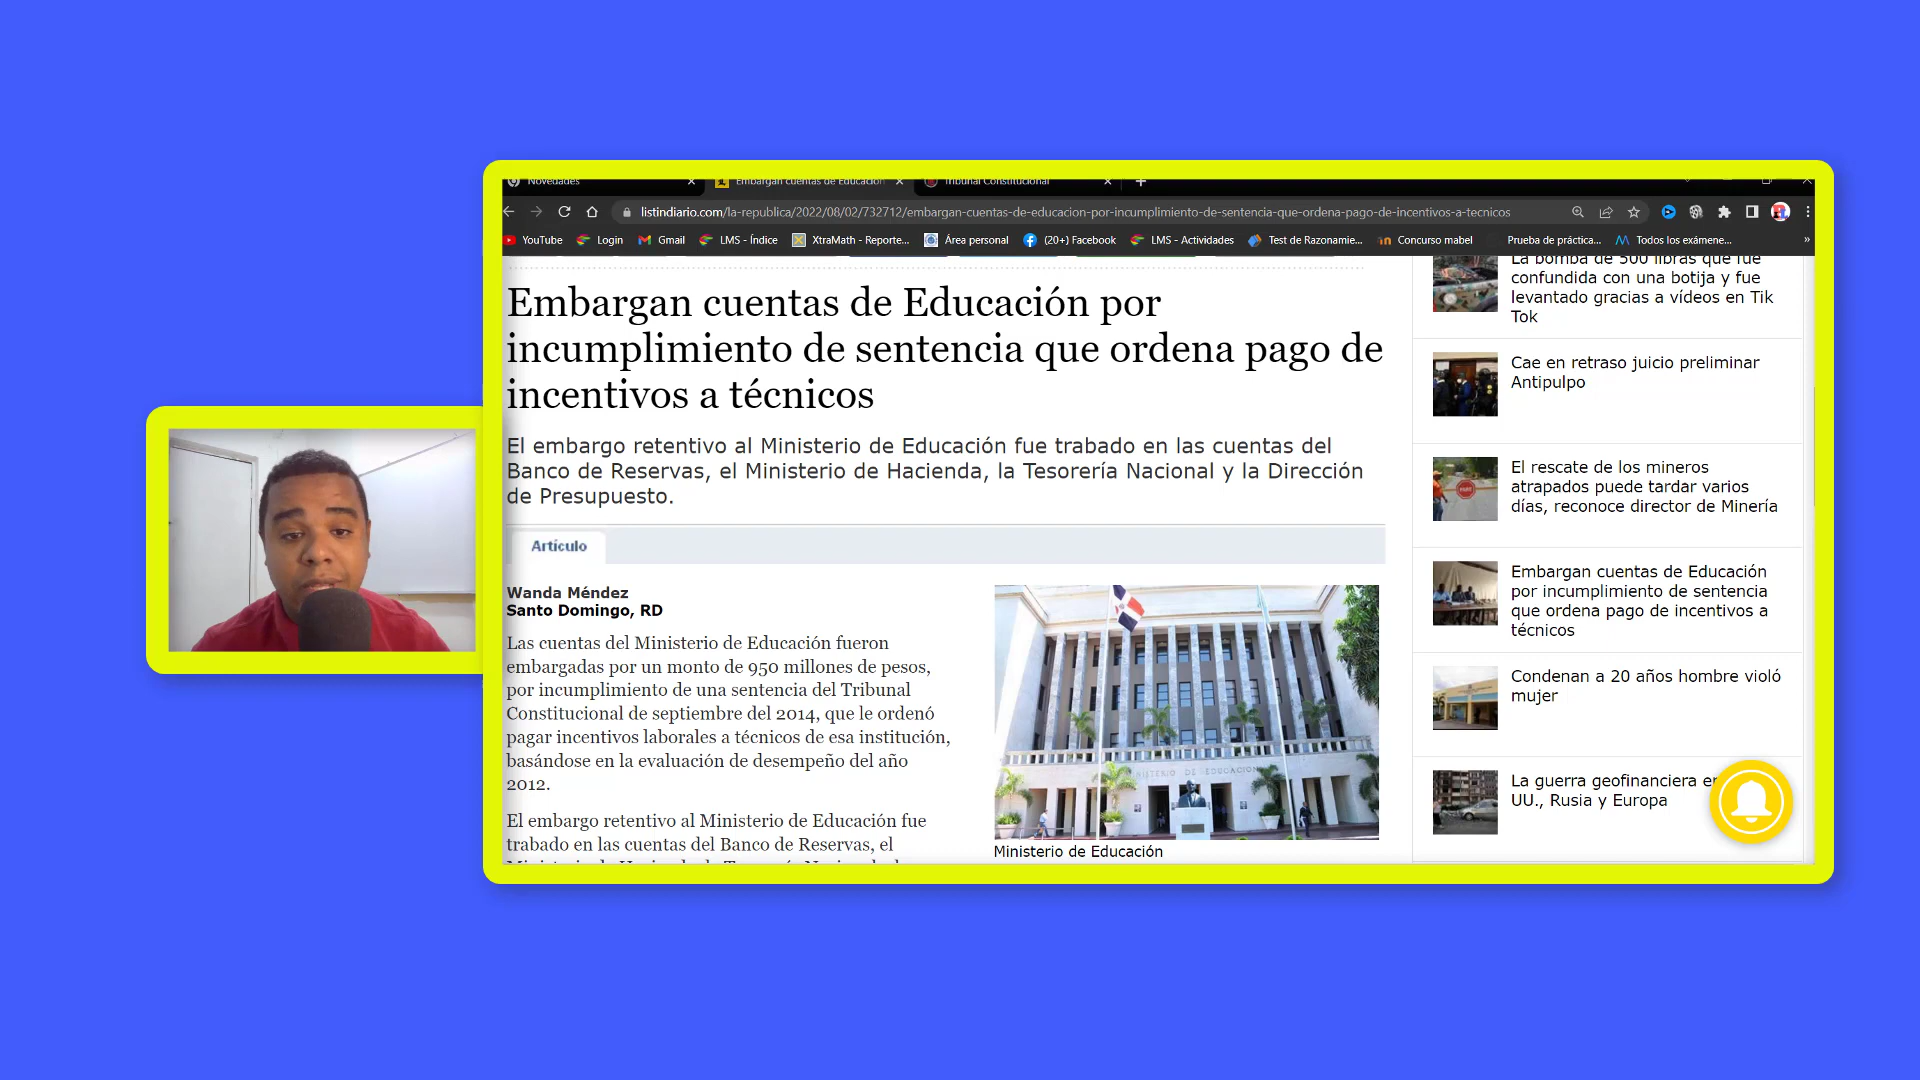 Novedades
Embargan cuentas de Educación
Tribunal Constitucional
listindiario.com/la-republica/2022/08/02/732712/embargan-cuentas-de-educacion-por-incumplimiento-de-sentencia-que-ordena-pago-de-incentivos-a-tecnicos
YouTube Login Gmail LMS - Índice XtraMath - Reporte... Área personal (20+) Facebook LMS - Actividades Test de Razonamie... Concurso mabel Prueba de práctica... Todos los exámene... »
Embargan cuentas de Educación por
incumplimiento de sentencia que ordena pago de
incentivos a técnicos
El embargo retentivo al Ministerio de Educación fue trabado en las cuentas del
Banco de Reservas, el Ministerio de Hacienda, la Tesorería Nacional y la Dirección
de Presupuesto.
Artículo
Wanda Méndez
Santo Domingo, RD
Las cuentas del Ministerio de Educación fueron
embargadas por un monto de 950 millones de pesos,
por incumplimiento de una sentencia del Tribunal
Constitucional de septiembre del 2014, que le ordenó
pagar incentivos laborales a técnicos de esa institución,
basándose en la evaluación de desempeño del año
2012.
El embargo retentivo al Ministerio de Educación fue
trabado en las cuentas del Banco de Reservas, el
MINISTERIO DE EDUCACION
Ministerio de Educación
La bomba de 500 libras que fue
confundida con una botija y fue
levantado gracias a vídeos en Tik
Tok
Cae en retraso juicio preliminar
Antipulpo
El rescate de los mineros
atrapados puede tardar varios
días, reconoce director de Minería
Embargan cuentas de Educación
por incumplimiento de sentencia
que ordena pago de incentivos a
técnicos
Condenan a 20 años hombre violó
mujer
La guerra geofinanciera
UU., Rusia y Europa